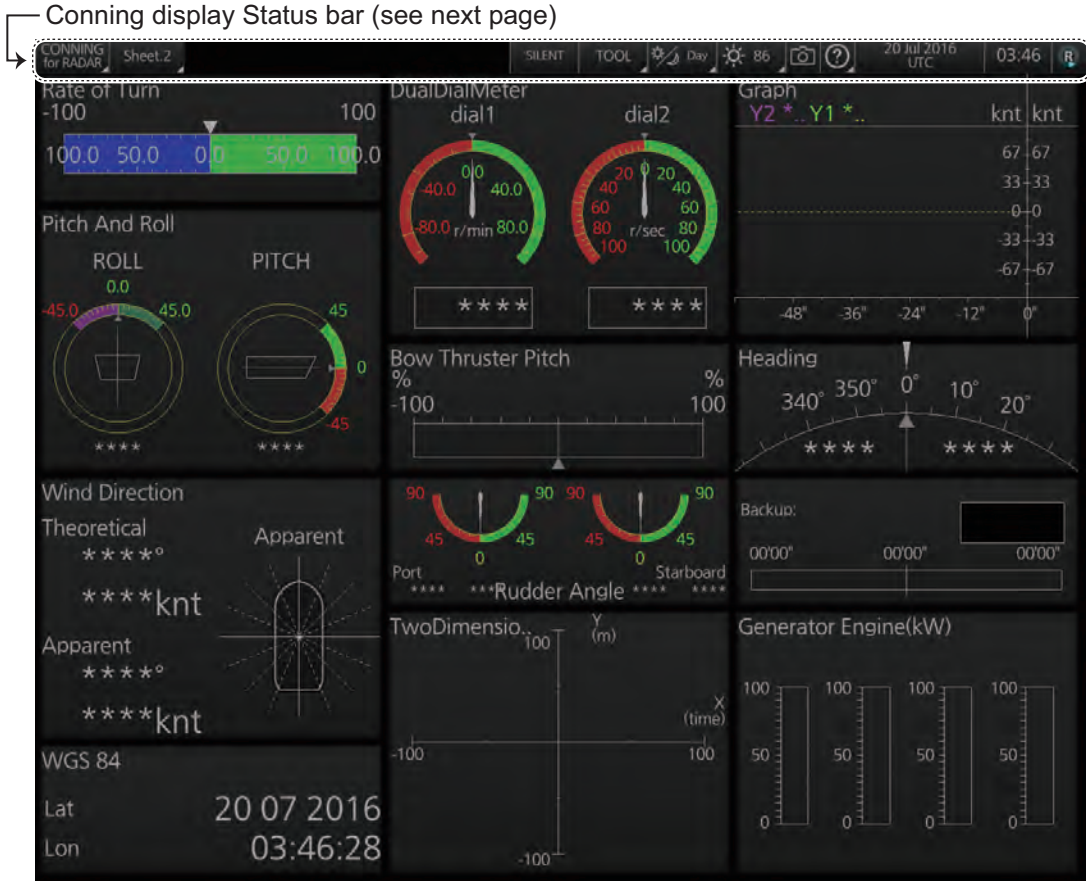 Conning display Status bar (see next page)
CONNING for RADAR Sheet.2 SILENT TOOL Day 86 ? 20 Jul 2016 UTC 03:46 R
Rate of Turn
-100 100
100.0 50.0 0.0 50.0 100.0
Pitch And Roll
ROLL PITCH
0.0
-45.0 45.0 45
0
-45
**** ****
Wind Direction
Theoretical
****°
****knt
Apparent
****°
****knt
Apparent
WGS 84
Lat 20 07 2016
Lon 03:46:28
DualDialMeter
dial1 dial2
0.0
-40.0 40.0
-80.0 r/min 80.0
20 0 20
40 40
60 60
80 r/sec 80
100 100
**** ****
Bow Thruster Pitch
% %
-100 100
90 90 90 90
45 45 45 45
0 0
Port Starboard
**** **** Rudder Angle **** ****
TwoDimensio..
100 Y
(m)
X
(time)
-100 100
-100
Graph
Y2 *.. Y1 *.. knt knt
67 67
33 33
0 0
-33 -33
-67 -67
-48" -36" -24" -12" 0"
Heading
340° 350° 0° 10° 20°
**** ****
Backup:
00'00" 00'00" 00'00"
Generator Engine(kW)
100 100 100 100
50 50 50 50
0 0 0 0